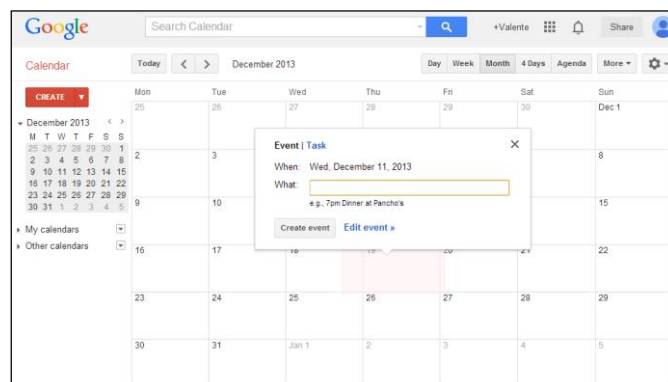 Google
Search Calendar
+Valente
Share
Calendar
Today
December 2013
Day Week Month 4 Days Agenda
More
CREATE
December 2013
M T W T F S S
25 26 27 28 29 30 1
2 3 4 5 6 7 8
9 10 11 12 13 14 15
16 17 18 19 20 21 22
23 24 25 26 27 28 29
30 31 1 2 3 4 5
My calendars
Other calendars
Mon Tue Wed Thu Fri Sat Sun
25 26 27 28 29 30 Dec 1
2 3 8
9 10 15
16 17 18 19 20 21 22
23 24 25 26 27 28 29
30 31 Jan 1 2 3 4 5
Event | Task
When: Wed, December 11, 2013
What:
e.g., 7pm Dinner at Pancho's
Create event Edit event »